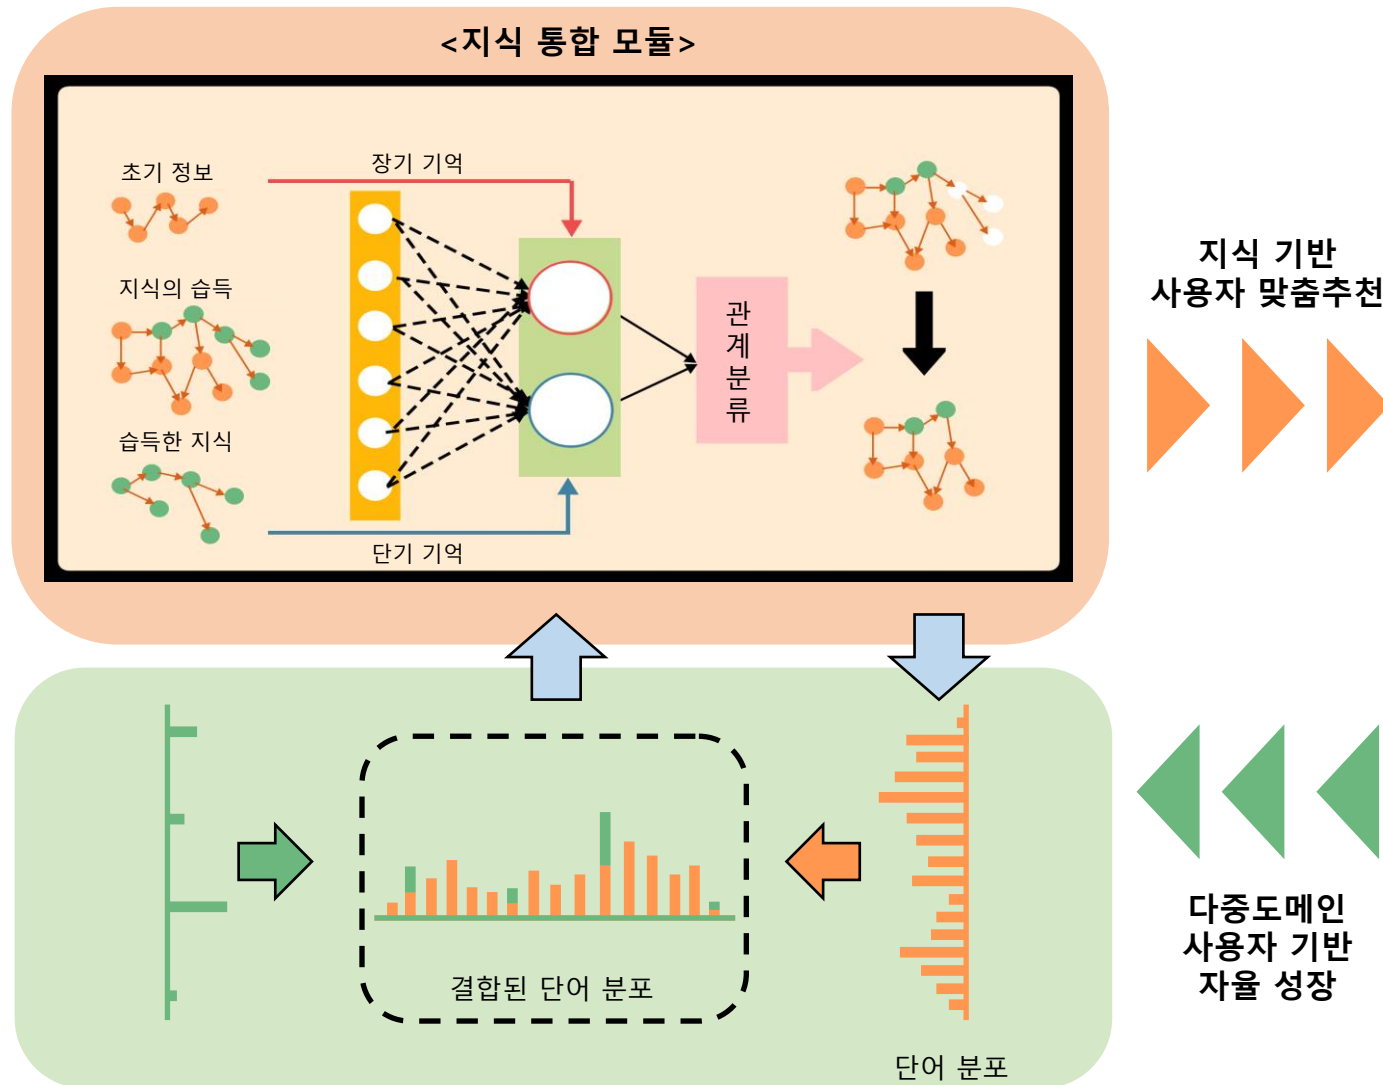 <지식 통합 모듈>
초기 정보
장기 기억
지식의 습득
습득한 지식
단기 기억
관
계
분
류
지식 기반
사용자 맞춤추천
결합된 단어 분포
단어 분포
다중도메인
사용자 기반
자율 성장